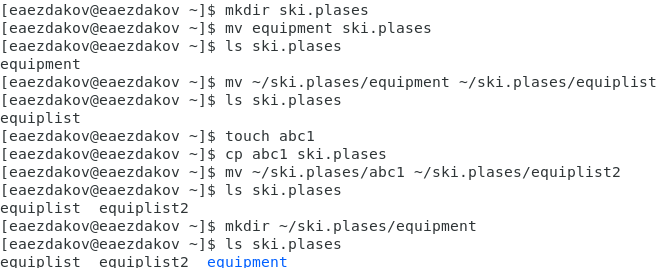 [eaezdakov@eaezdakov ~]$ mkdir ski.plases
[eaezdakov@eaezdakov ~]$ mv equipment ski.plases
[eaezdakov@eaezdakov ~]$ ls ski.plases
equipment
[eaezdakov@eaezdakov ~]$ mv ~/ski.plases/equipment ~/ski.plases/equiplist
[eaezdakov@eaezdakov ~]$ ls ski.plases
equiplist
[eaezdakov@eaezdakov ~]$ touch abc1
[eaezdakov@eaezdakov ~]$ cp abc1 ski.plases
[eaezdakov@eaezdakov ~]$ mv ~/ski.plases/abc1 ~/ski.plases/equiplist2
[eaezdakov@eaezdakov ~]$ ls ski.plases
equiplist  equiplist2
[eaezdakov@eaezdakov ~]$ mkdir ~/ski.plases/equipment
[eaezdakov@eaezdakov ~]$ ls ski.plases
equiplist  equiplist2  equipment